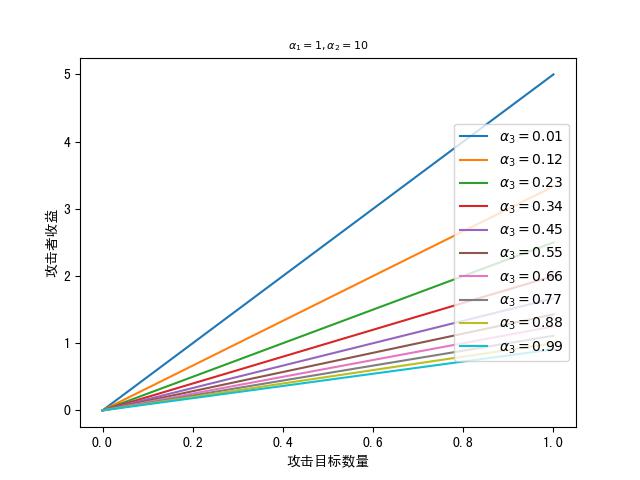 α₁ = 1, α₂ = 10
5
4
3
2
1
0
攻击者收益
α₃ = 0.01
α₃ = 0.12
α₃ = 0.23
α₃ = 0.34
α₃ = 0.45
α₃ = 0.55
α₃ = 0.66
α₃ = 0.77
α₃ = 0.88
α₃ = 0.99
0.0 0.2 0.4 0.6 0.8 1.0
攻击目标数量